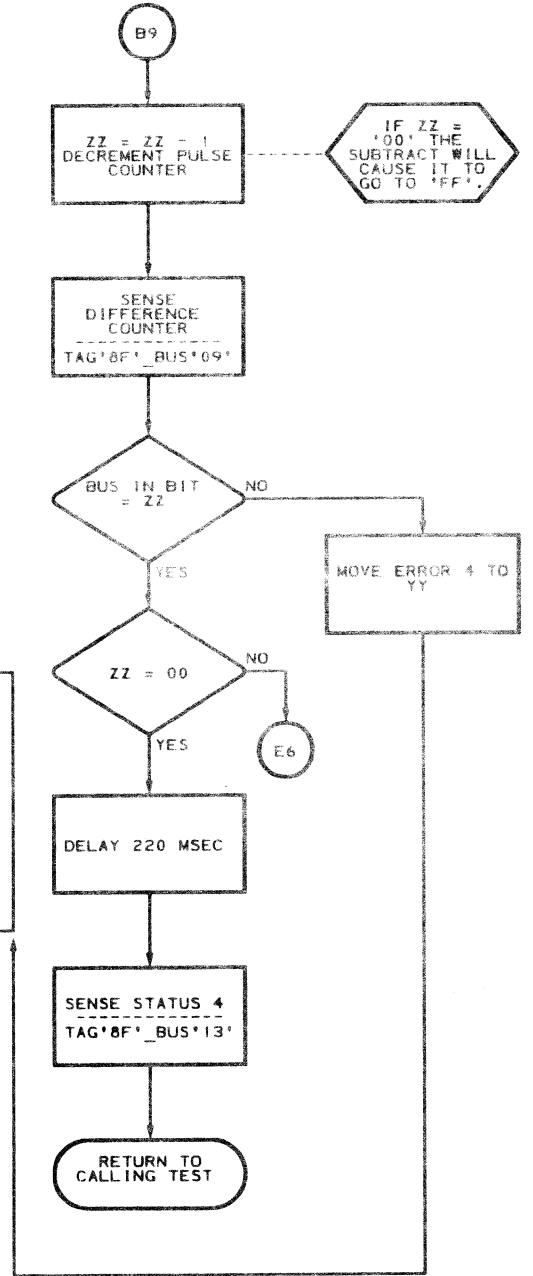 B9
ZZ = ZZ - 1
DECREMENT PULSE
COUNTER
IF ZZ =
'00' THE
SUBTRACT WILL
CAUSE IT TO
GO TO 'FF'.
SENSE
DIFFERENCE
COUNTER
TAG'8F'_BUS'09'
BUS IN BIT
= ZZ
NO
YES
MOVE ERROR 4 TO
YY
ZZ = 00
NO
YES
E6
DELAY 220 MSEC
SENSE STATUS 4
TAG'8F'_BUS'13'
RETURN TO
CALLING TEST